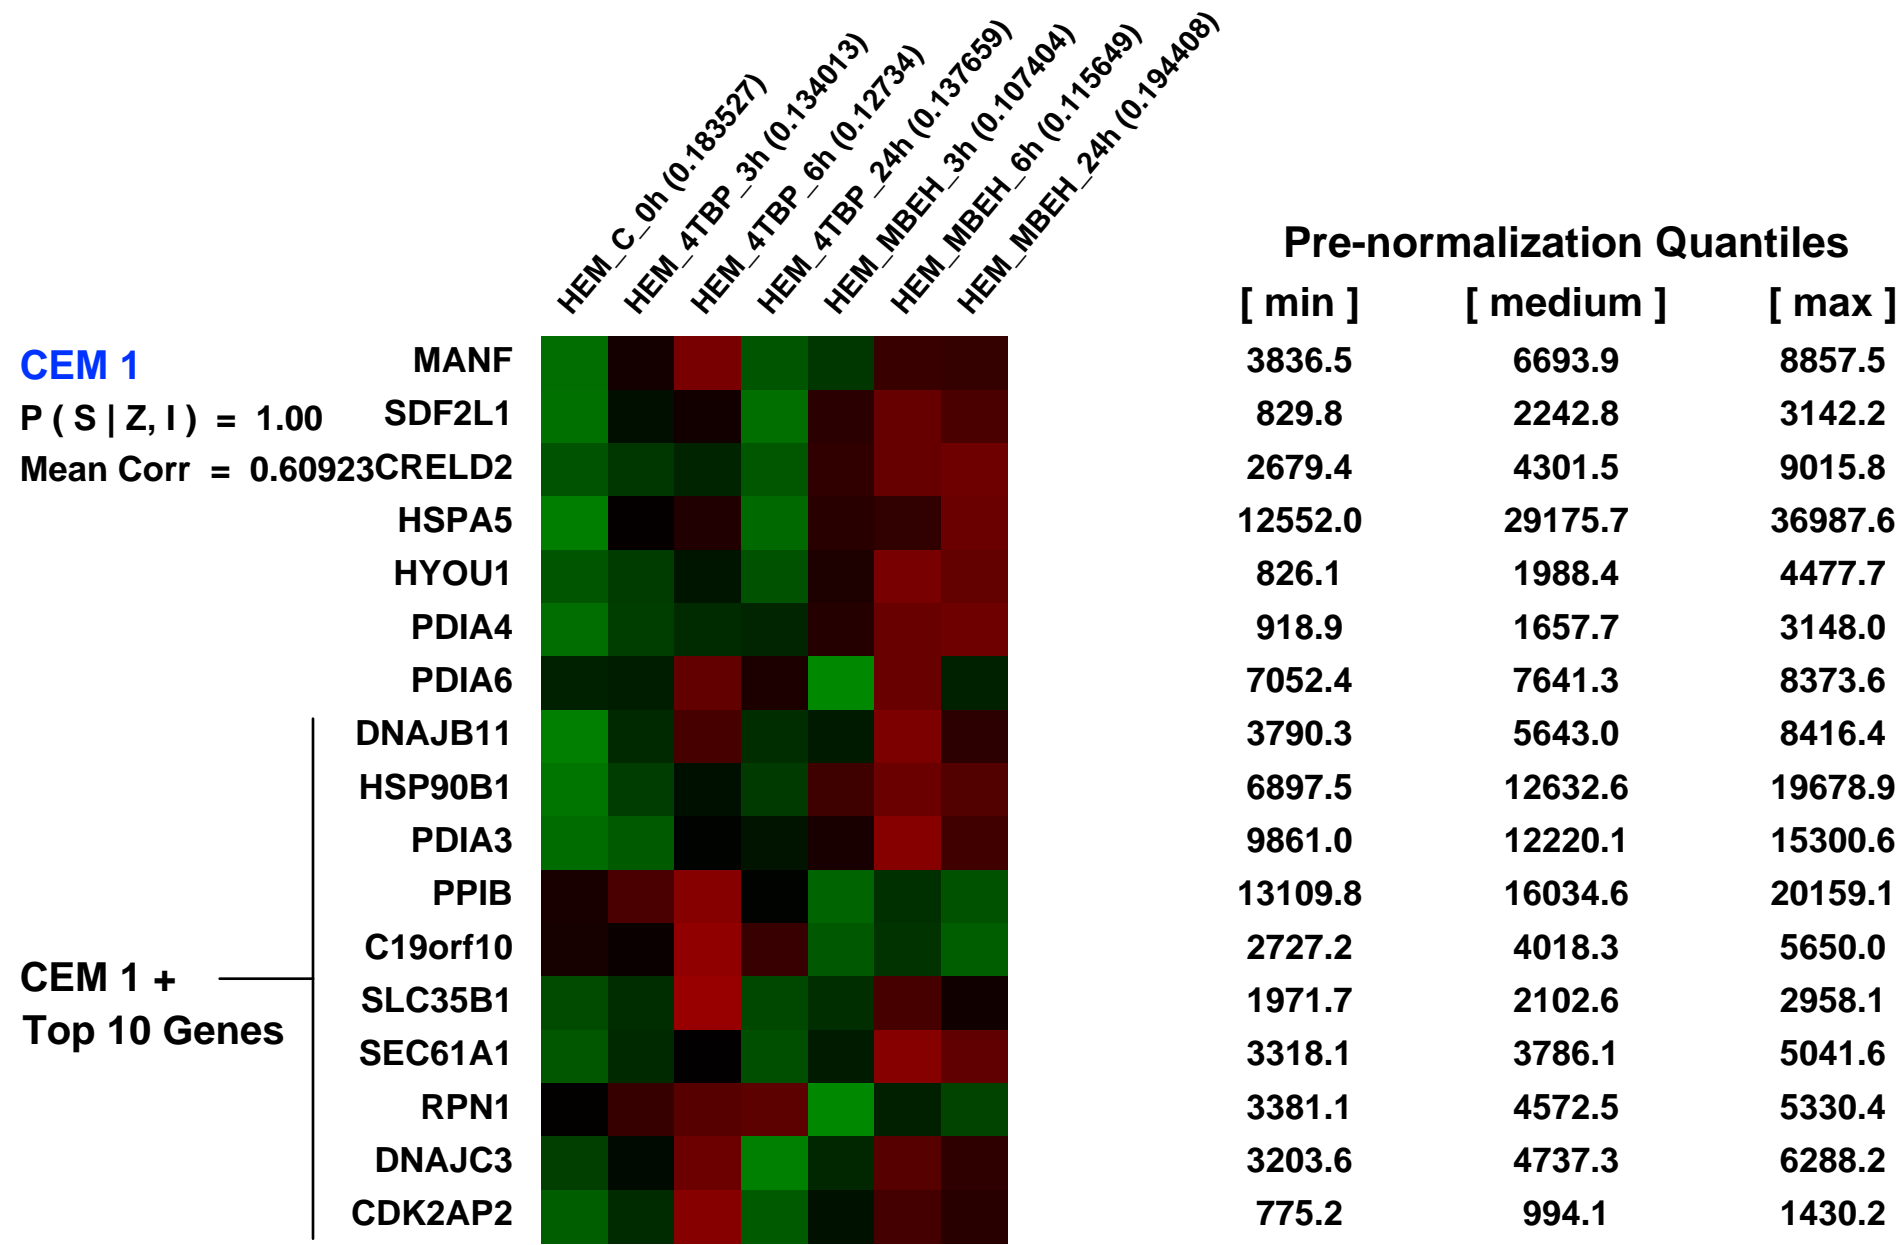 HEM_C_0h (0.183527)
HEM_4TBP_3h (0.134013)
HEM_4TBP_6h (0.12734)
HEM_4TBP_24h (0.137659)
HEM_MBEH_3h (0.107404)
HEM_MBEH_6h (0.115649)
HEM_MBEH_24h (0.194408)
Pre-normalization Quantiles
[ min ] [ medium ] [ max ]
CEM 1 MANF 3836.5 6693.9 8857.5
P ( S | Z, I ) = 1.00 SDF2L1 829.8 2242.8 3142.2
Mean Corr = 0.60923 CRELD2 2679.4 4301.5 9015.8
HSPA5 12552.0 29175.7 36987.6
HYOU1 826.1 1988.4 4477.7
PDIA4 918.9 1657.7 3148.0
PDIA6 7052.4 7641.3 8373.6
DNAJB11 3790.3 5643.0 8416.4
HSP90B1 6897.5 12632.6 19678.9
PDIA3 9861.0 12220.1 15300.6
PPIB 13109.8 16034.6 20159.1
C19orf10 2727.2 4018.3 5650.0
CEM 1 +
SLC35B1 1971.7 2102.6 2958.1
Top 10 Genes
SEC61A1 3318.1 3786.1 5041.6
RPN1 3381.1 4572.5 5330.4
DNAJC3 3203.6 4737.3 6288.2
CDK2AP2 775.2 994.1 1430.2